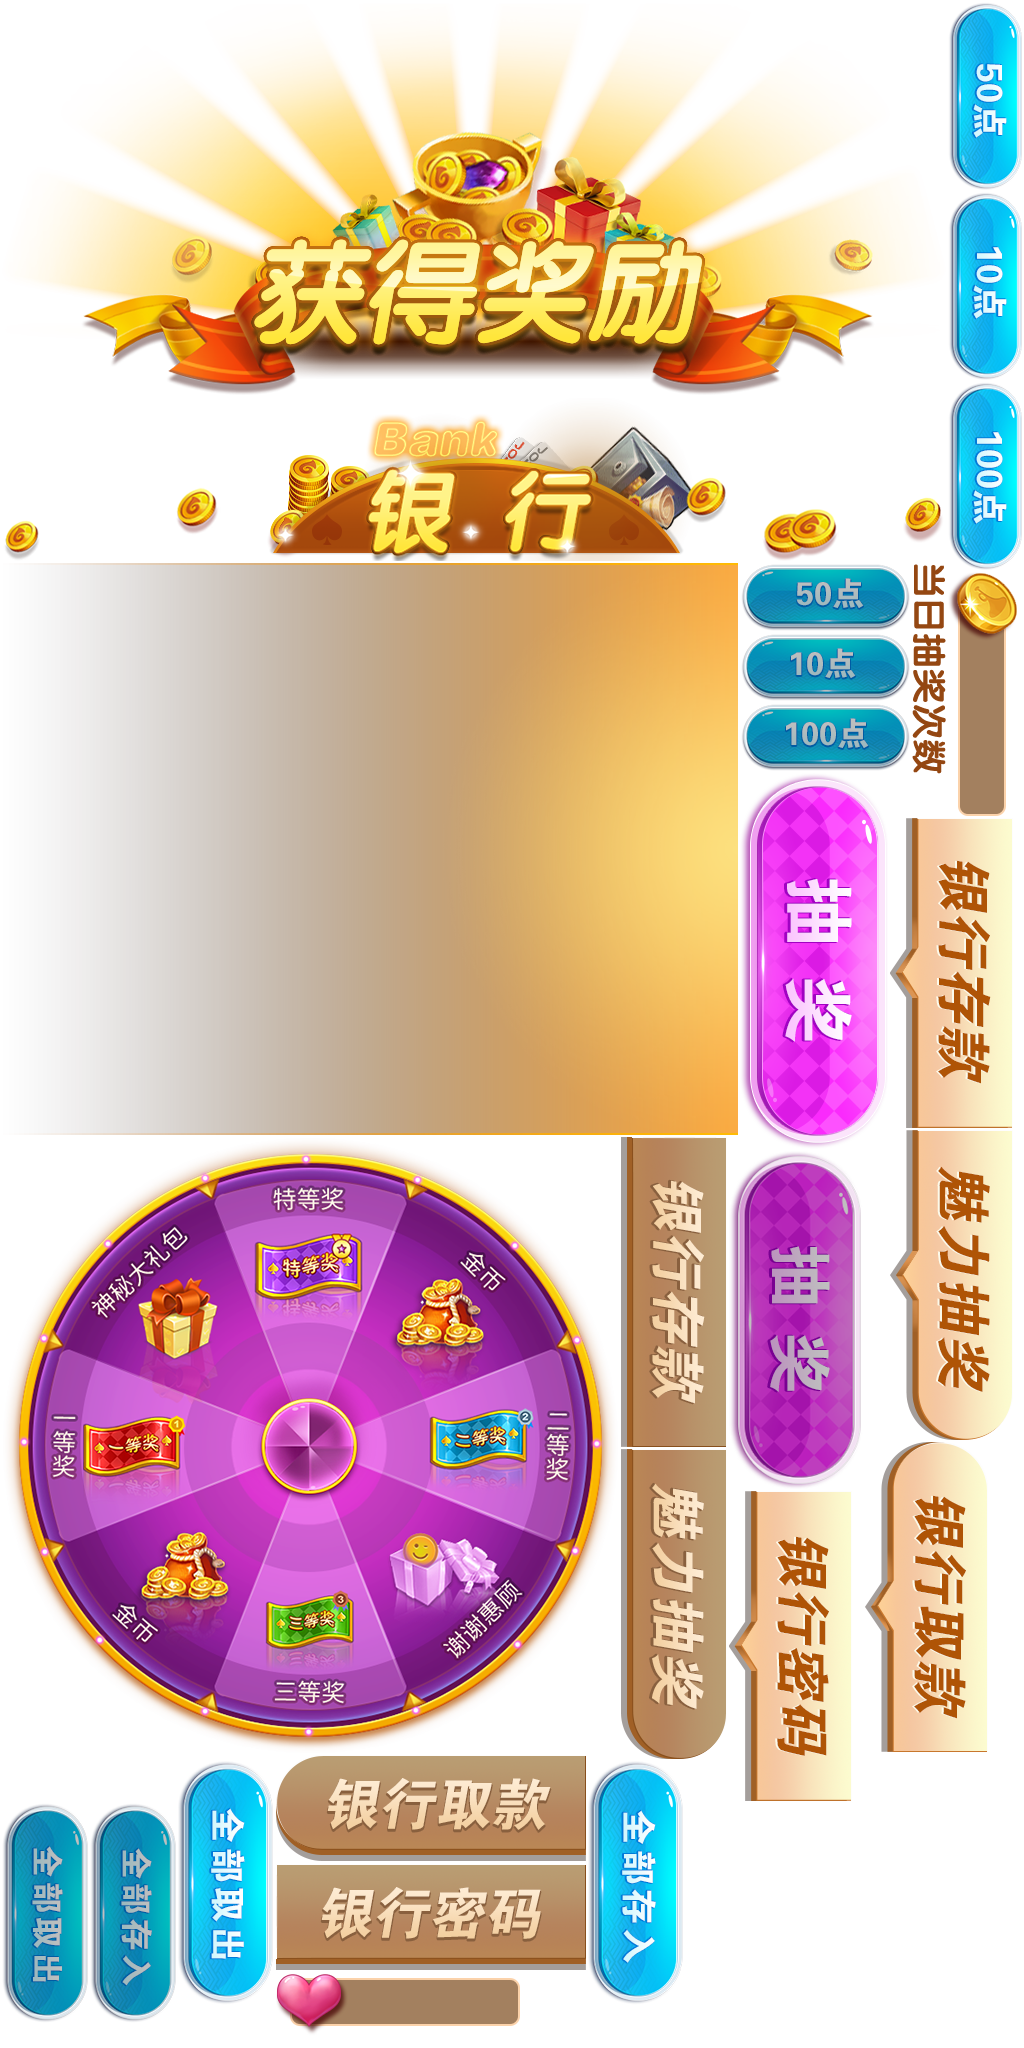 50点
10点
100点
获得奖励
Bank
银行
50点
10点
100点
当日抽奖次数
抽奖
银行存款
魅力抽奖
特等奖
特等奖
神秘大礼包
金币
一等奖
一等奖
1
二等奖
二等奖
2
金币
三等奖
3
三等奖
谢谢惠顾
银行存款
魅力抽奖
抽奖
银行密码
银行取款
全部取出
全部存入
全部取出
银行取款
银行密码
全部存入